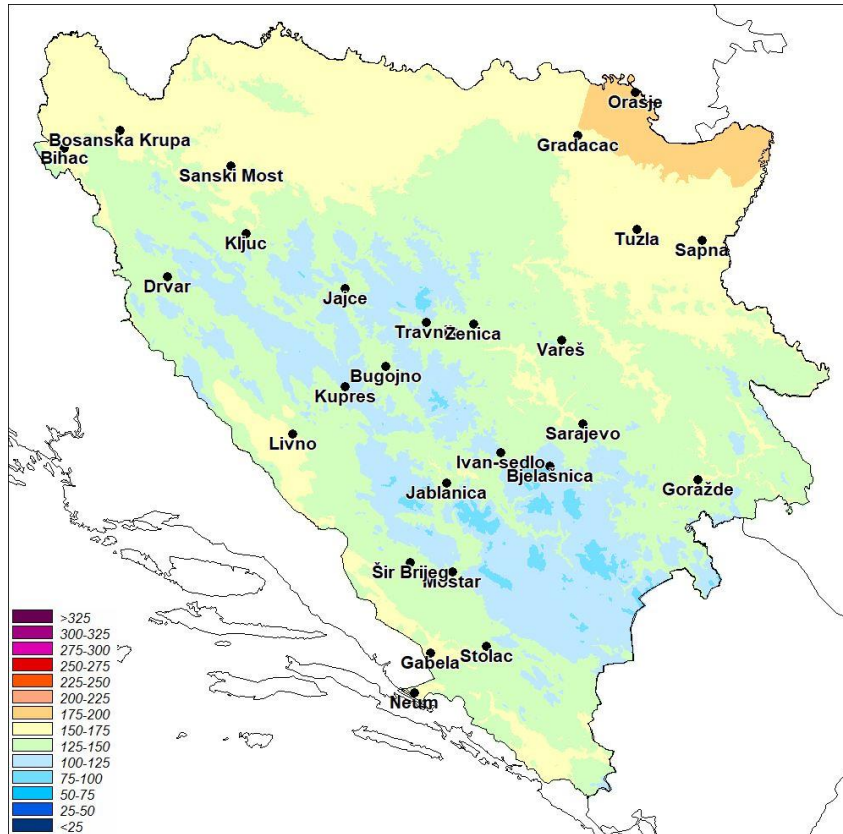 Orašje
Bosanska Krupa
Gradacac
Bihac
Sanski Most
Tuzla
Kljuc
Sapna
Drvar
Jajce
Zenica
Vareš
Bugojno
Kupres
Sarajevo
Livno
Ivan-sedlo
Bjelašnica
Jablanica
Goražde
Šir Brijeg
Mostar
Stolac
Gabela
Neum
>325
300-325
275-300
250-275
225-250
200-225
175-200
150-175
125-150
100-125
75-100
50-75
25-50
<25